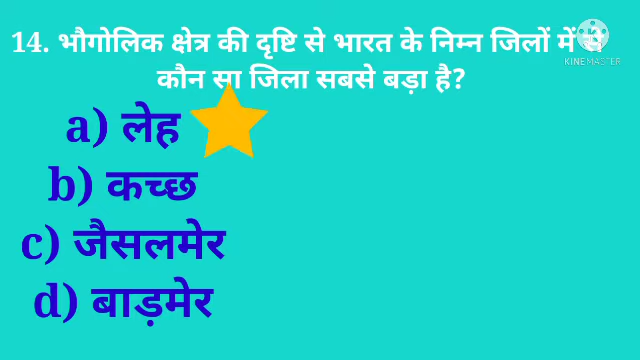 14. भौगोलिक क्षेत्र की दृष्टि से भारत के निम्न जिलों में से
कौन सा जिला सबसे बड़ा है?
a) लेह
b) कच्छ
c) जैसलमेर
d) बाड़मेर
KINEMASTER